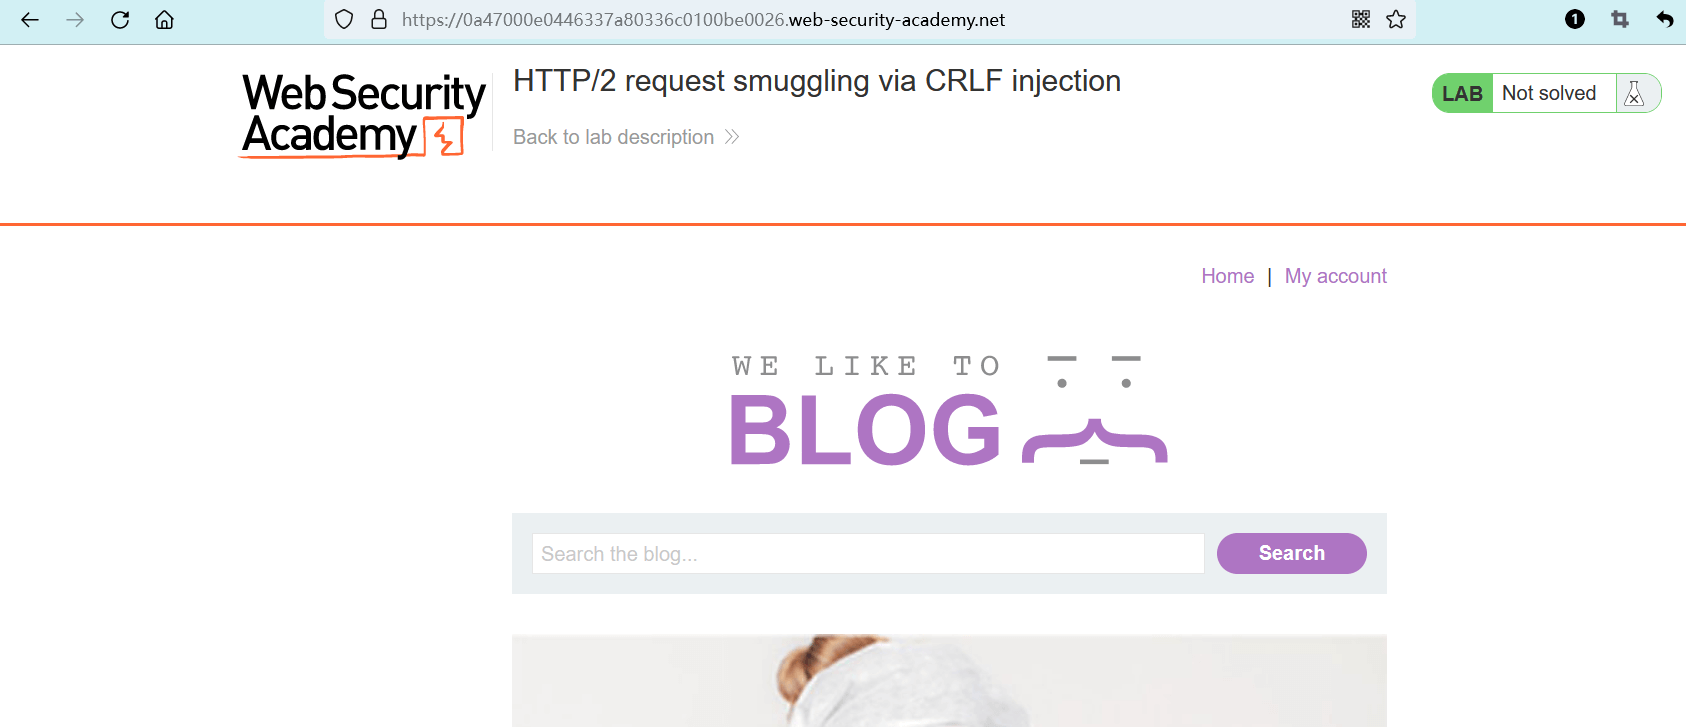 https://0a47000e0446337a80336c0100be0026.web-security-academy.net
1
Web Security
Academy
HTTP/2 request smuggling via CRLF injection
Back to lab description
LAB Not solved
Home | My account
WE LIKE TO
BLOG
Search the blog...
Search